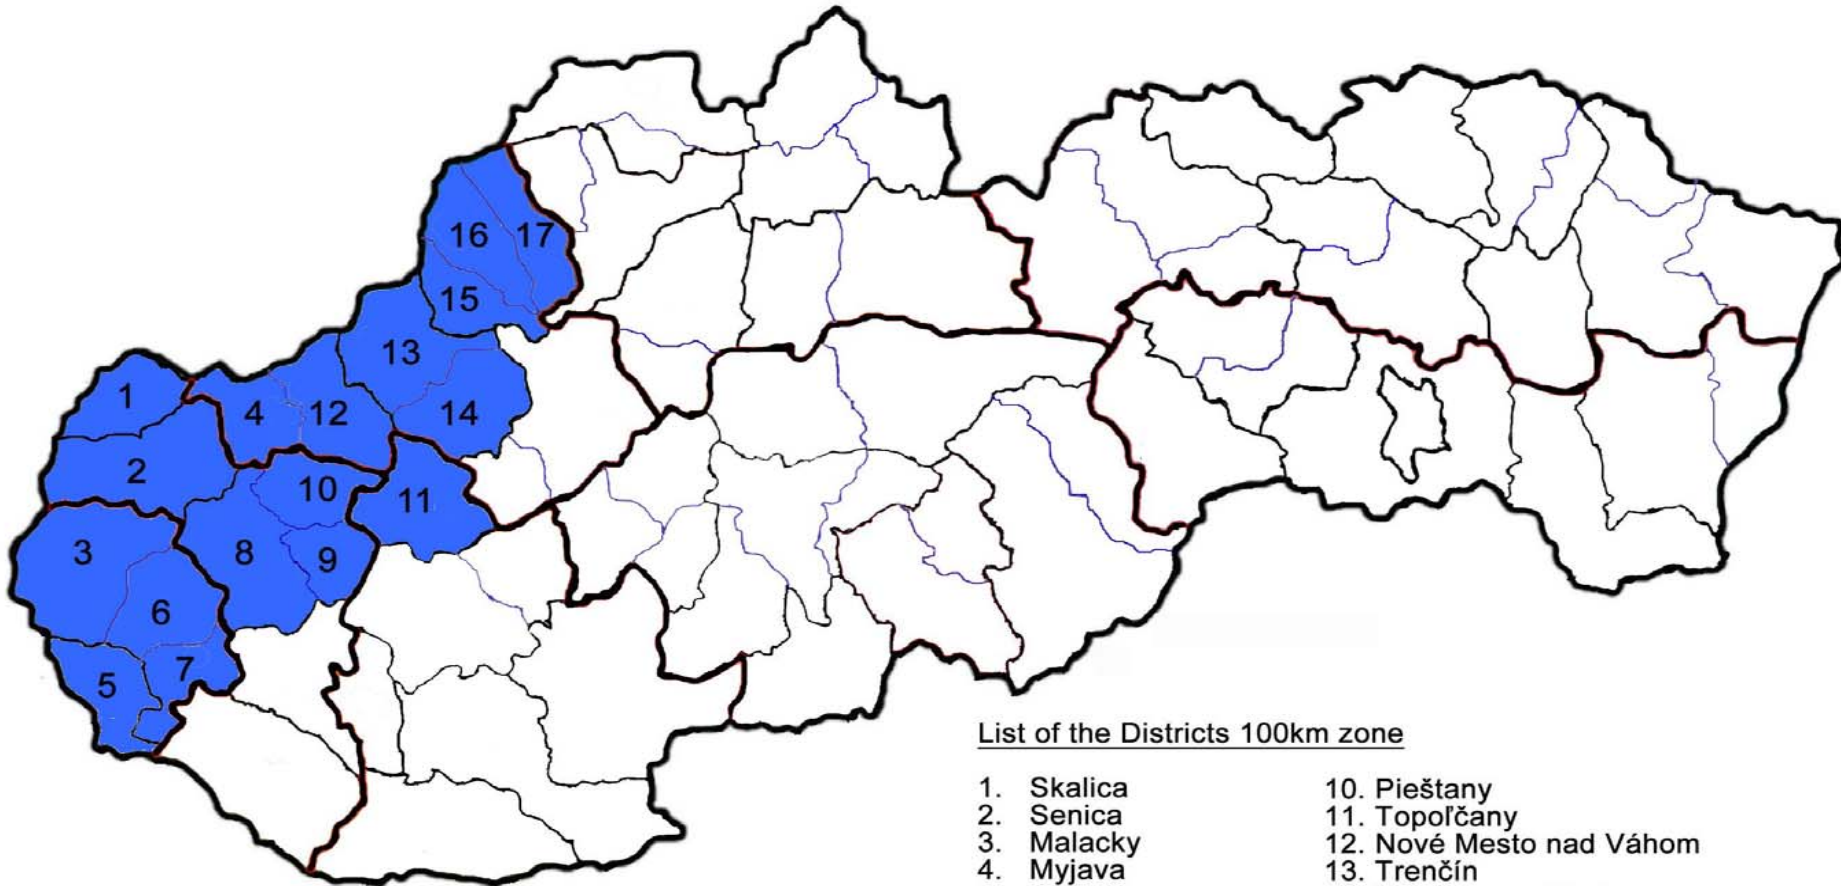 16
17
15
13
1
4
12
14
2
10
11
3
8
9
6
7
5
List of the Districts 100km zone
1. Skalica
2. Senica
3. Malacky
4. Myjava
10. Pieštany
11. Topoľčany
12. Nové Mesto nad Váhom
13. Trenčín